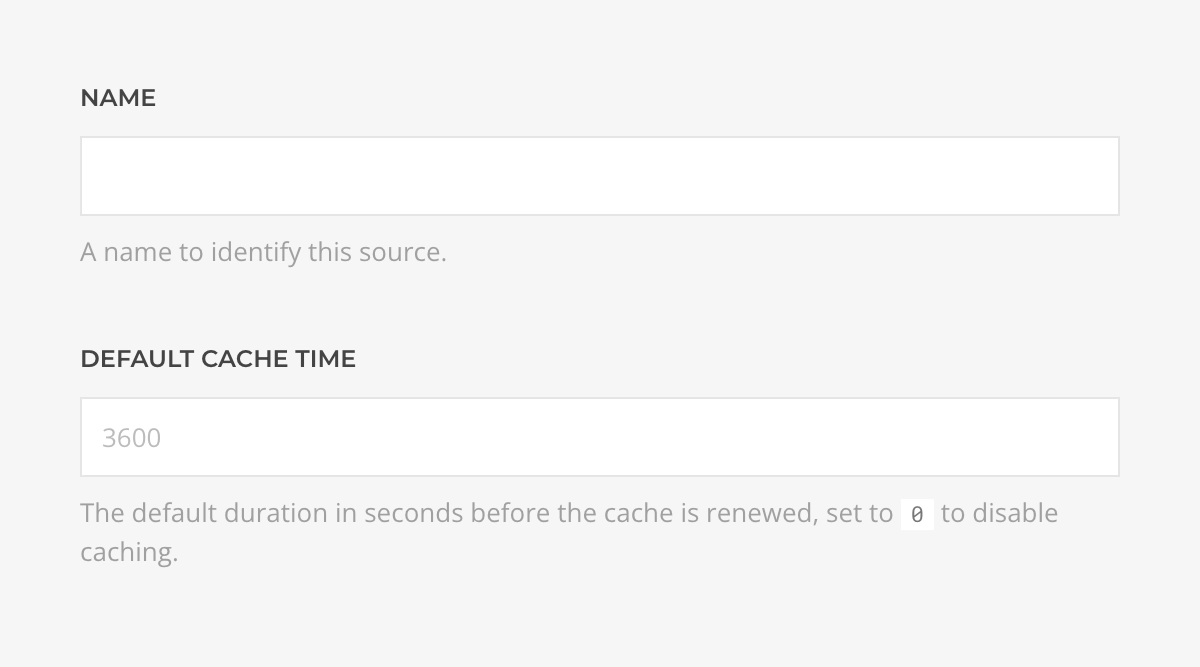 NAME
A name to identify this source.
DEFAULT CACHE TIME
3600
The default duration in seconds before the cache is renewed, set to 0 to disable
caching.